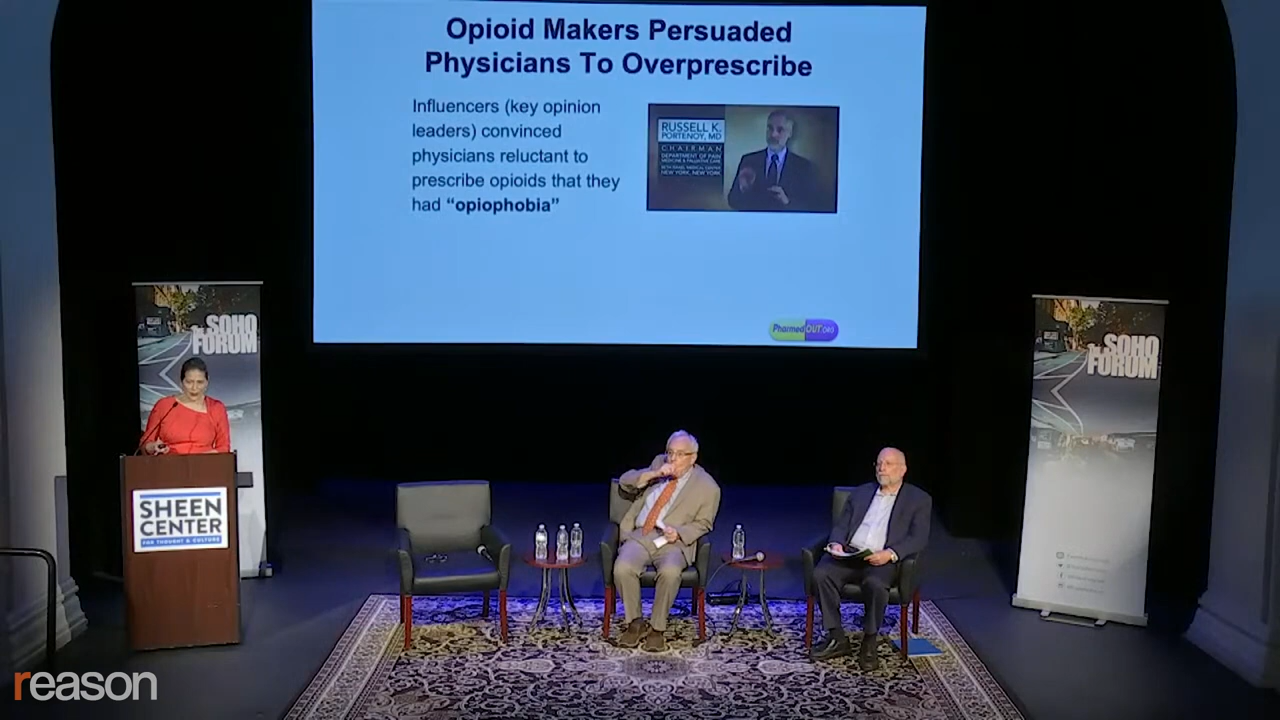 Opioid Makers Persuaded
Physicians To Overprescribe
Influencers (key opinion
leaders) convinced
physicians reluctant to
prescribe opioids that they
had “opiophobia”
RUSSELL K.
PORTENOY, MD
CHAIRMAN
DEPARTMENT OF PAIN
MEDICINE & PALLIATIVE CARE
BETH ISRAEL MEDICAL CENTER
NEW YORK, NEW YORK
PharmedOUT.ORG
SOHO
FORUM
SOHO
FORUM
SHEEN
CENTER
FOR THOUGHT & CULTURE
reason